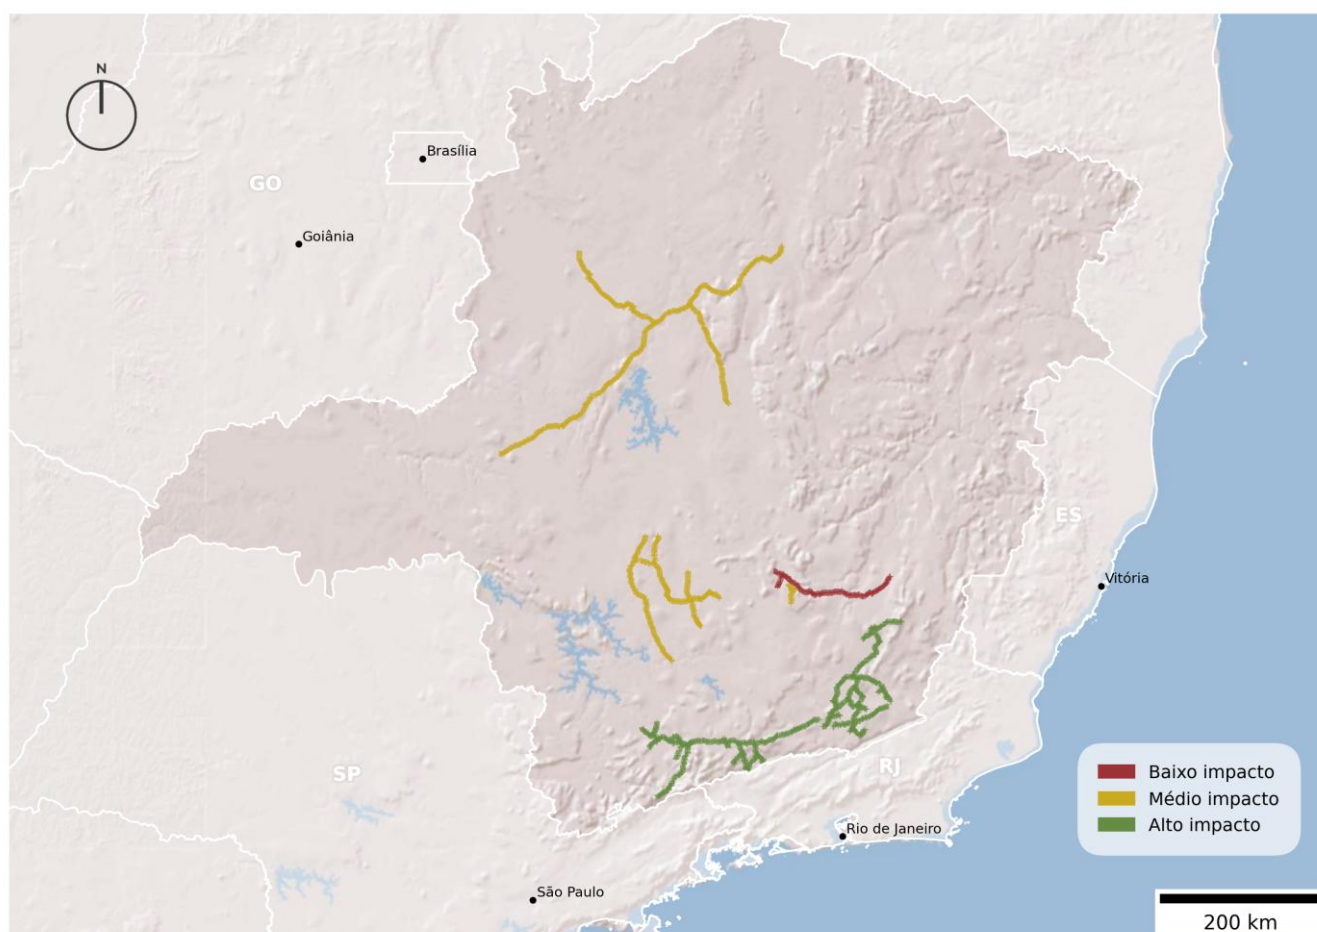 N
Brasília
GO
Goiânia
ES
Vitória
SP
RJ
Rio de Janeiro
São Paulo
Baixo impacto
Médio impacto
Alto impacto
200 km